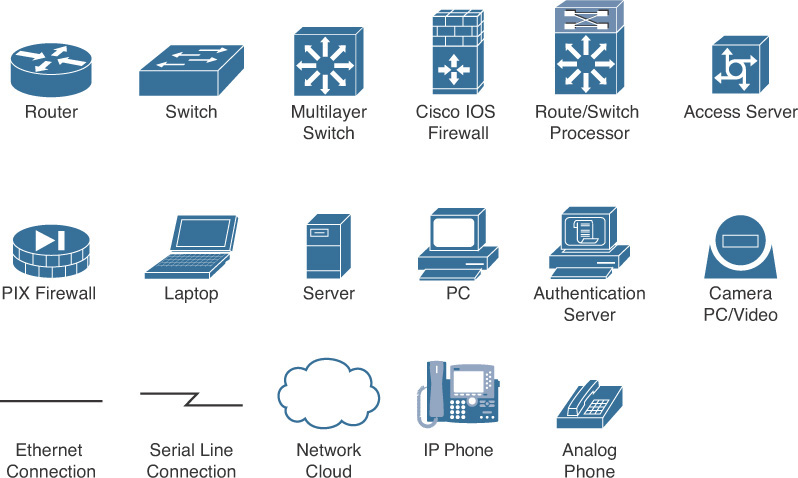 Router
Switch
Multilayer
Switch
Cisco IOS
Firewall
Route/Switch
Processor
Access Server
PIX Firewall
Laptop
Server
PC
Authentication
Server
Camera
PC/Video
Ethernet
Connection
Serial Line
Connection
Network
Cloud
IP Phone
Analog
Phone